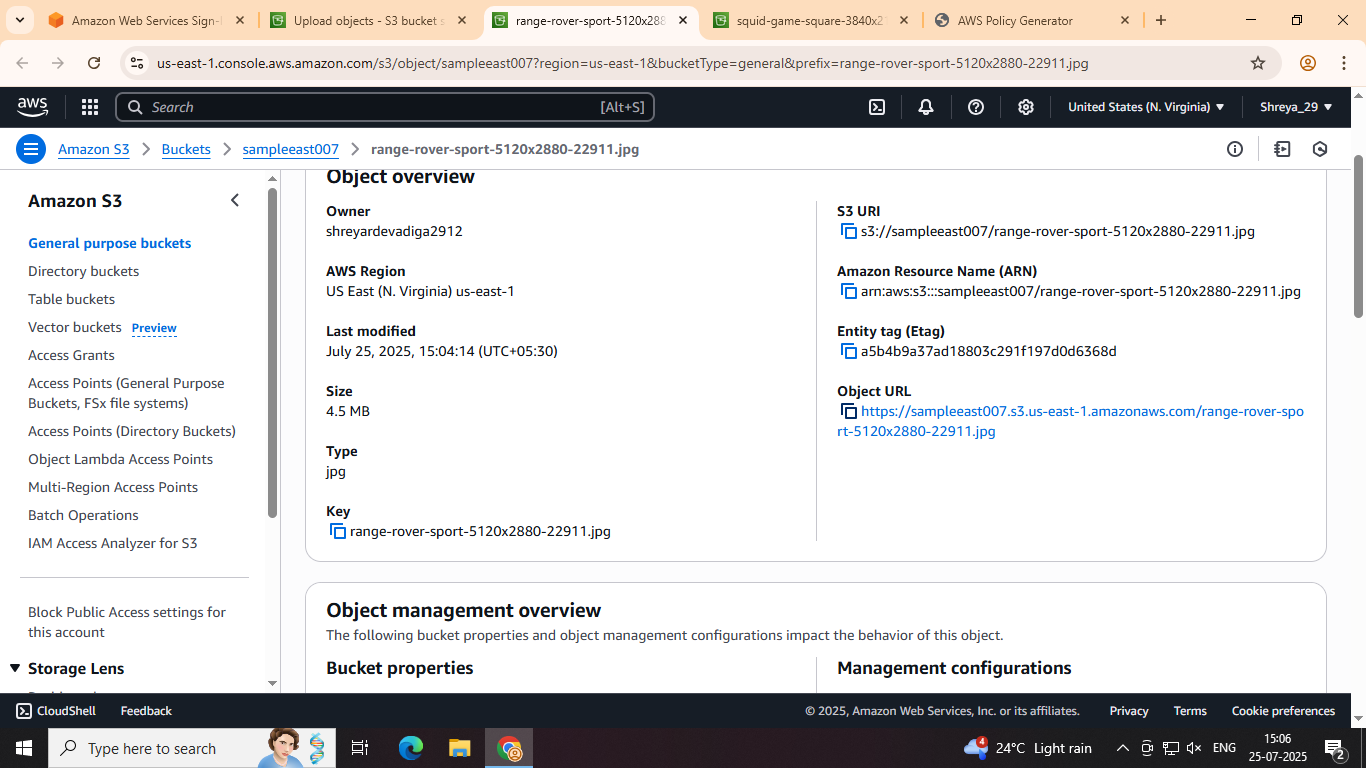 Amazon Web Services Sign-I
Upload objects - S3 bucket s
range-rover-sport-5120x288
squid-game-square-3840x2
AWS Policy Generator
us-east-1.console.aws.amazon.com/s3/object/sampleeast007?region=us-east-1&bucketType=general&prefix=range-rover-sport-5120x2880-22911.jpg
aws
Search
[Alt+S]
United States (N. Virginia)
Shreya_29
Amazon S3
Buckets
sampleeast007
range-rover-sport-5120x2880-22911.jpg
Amazon S3
General purpose buckets
Directory buckets
Table buckets
Vector buckets Preview
Access Grants
Access Points (General Purpose
Buckets, FSx file systems)
Access Points (Directory Buckets)
Object Lambda Access Points
Multi-Region Access Points
Batch Operations
IAM Access Analyzer for S3
Block Public Access settings for
this account
Storage Lens
Object overview
Owner
shreyardevadiga2912
AWS Region
US East (N. Virginia) us-east-1
Last modified
July 25, 2025, 15:04:14 (UTC+05:30)
Size
4.5 MB
Type
jpg
Key
range-rover-sport-5120x2880-22911.jpg
S3 URI
s3://sampleeast007/range-rover-sport-5120x2880-22911.jpg
Amazon Resource Name (ARN)
arn:aws:s3:::sampleeast007/range-rover-sport-5120x2880-22911.jpg
Entity tag (Etag)
a5b4b9a37ad18803c291f197d0d6368d
Object URL
https://sampleeast007.s3.us-east-1.amazonaws.com/range-rover-spo
rt-5120x2880-22911.jpg
Object management overview
The following bucket properties and object management configurations impact the behavior of this object.
Bucket properties
Management configurations
CloudShell
Feedback
© 2025, Amazon Web Services, Inc. or its affiliates.
Privacy
Terms
Cookie preferences
Type here to search
4
24°C Light rain
ENG
15:06
25-07-2025
2